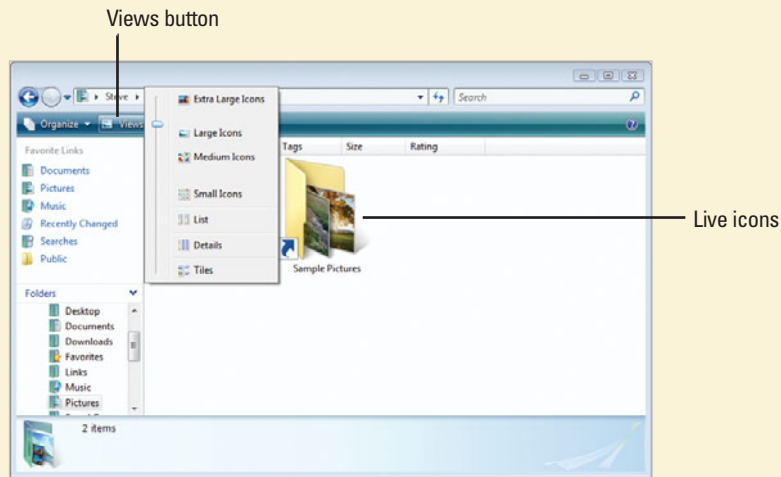 Views button
Steve
Search
Organize
Views
Extra Large Icons
Large Icons
Medium Icons
Small Icons
List
Details
Tiles
Tags Size Rating
Favorite Links
Documents
Pictures
Music
Recently Changed
Searches
Public
Live icons
Sample Pictures
Folders
Desktop
Documents
Downloads
Favorites
Links
Music
Pictures
2 items